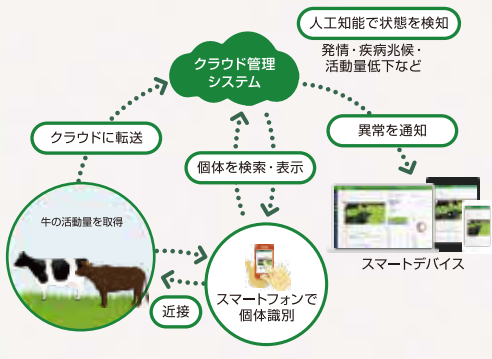 人工知能で状態を検知
発情・疾病兆候・
活動量低下など
クラウド管理
システム
クラウドに転送
異常を通知
個体を検索・表示
牛の活動量を取得
スマートデバイス
スマートフォンで
個体識別
近接